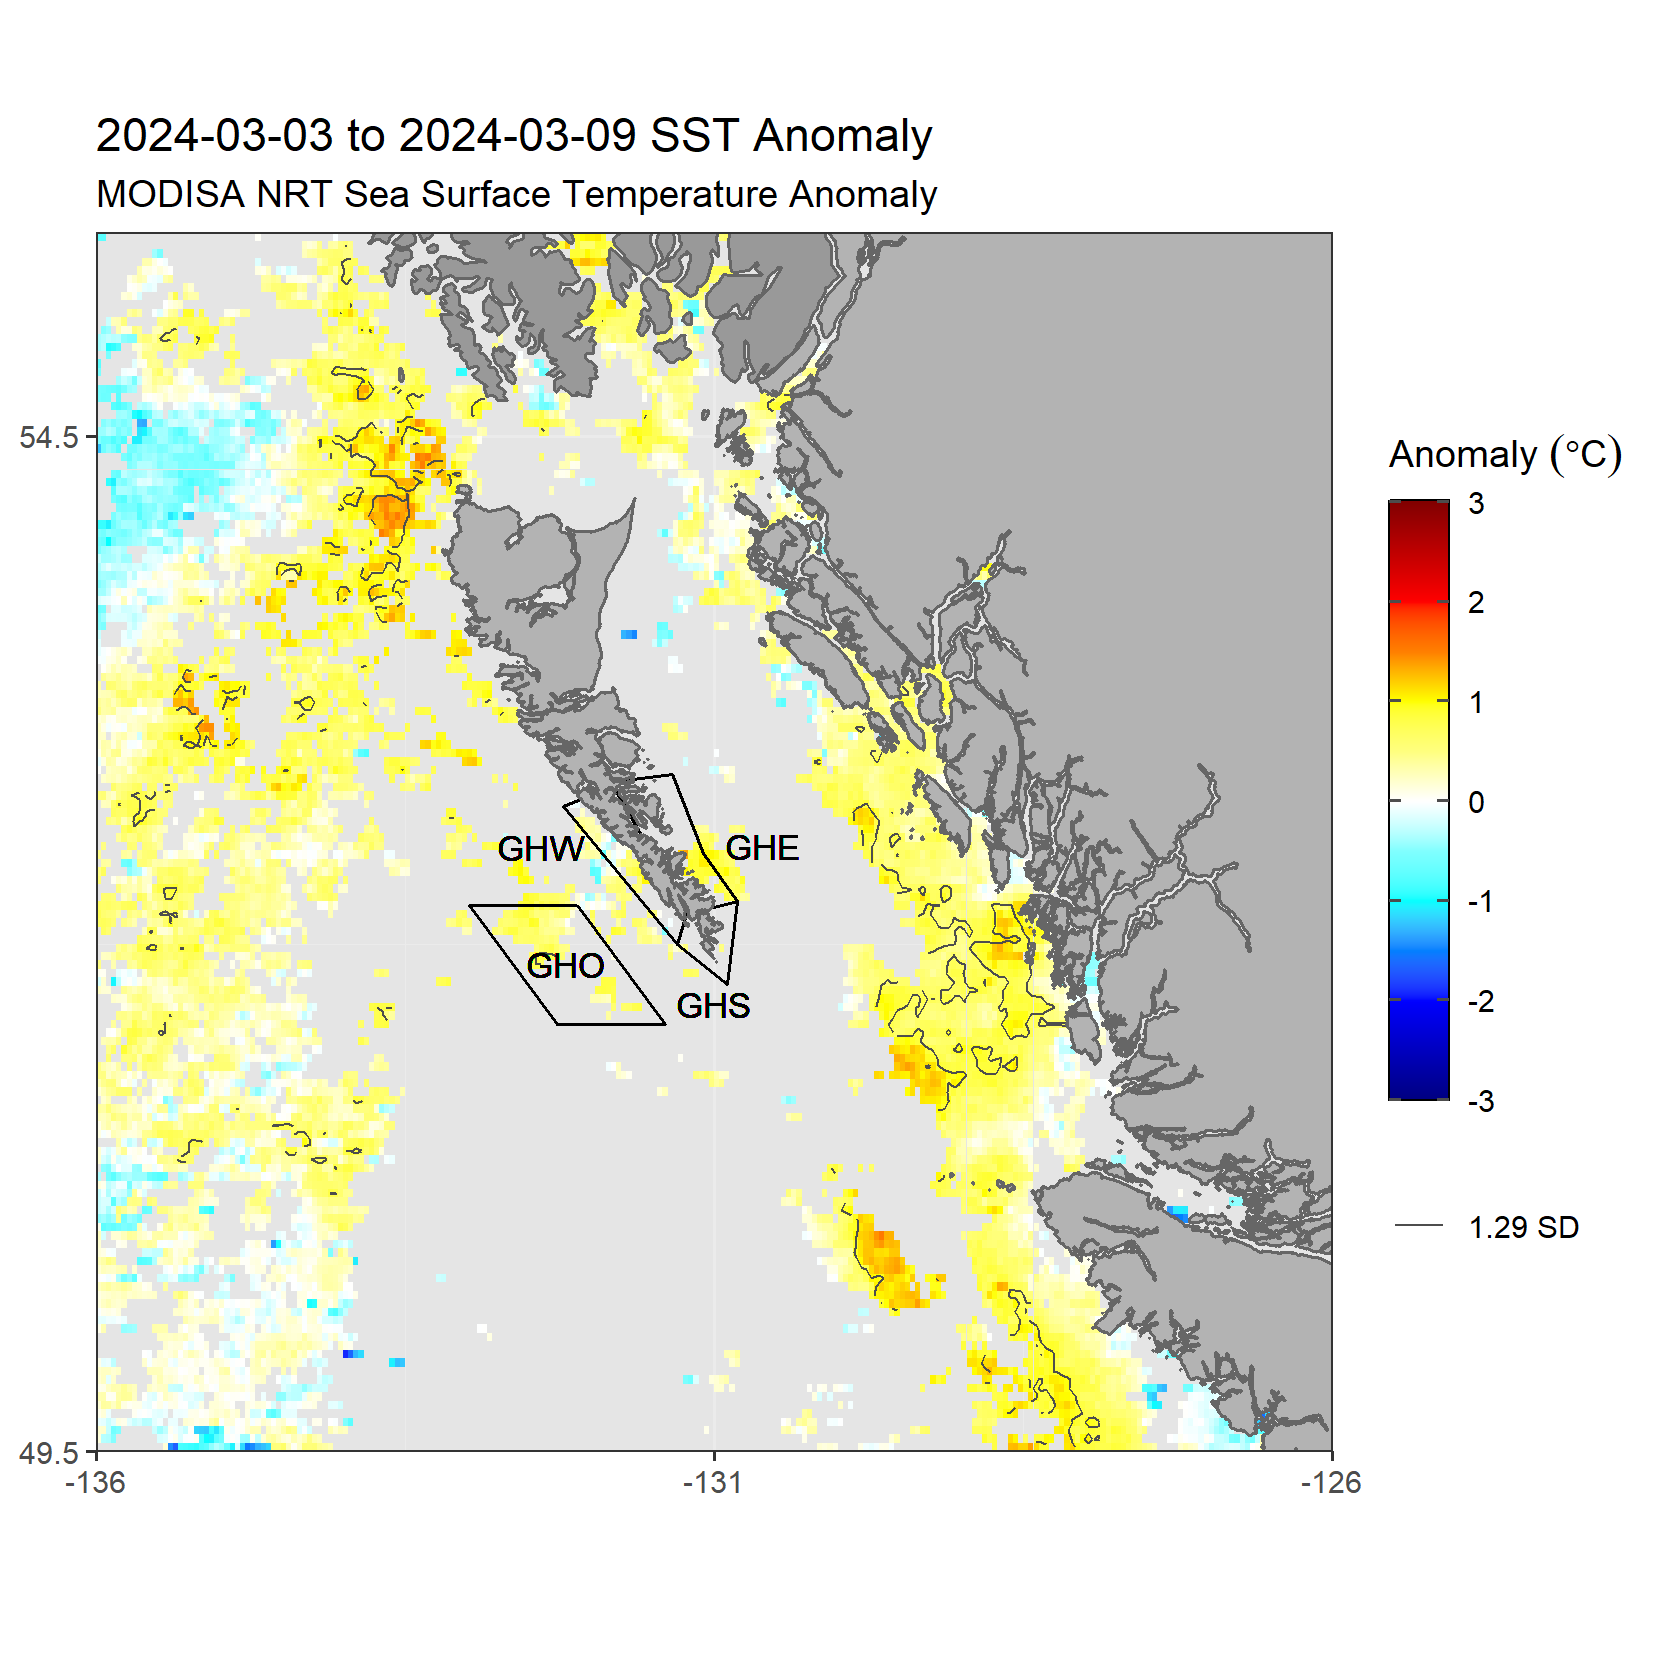 2024-03-03 to 2024-03-09 SST Anomaly
MODISA NRT Sea Surface Temperature Anomaly
54.5
49.5
-136
-131
-126
GHW
GHE
GHO
GHS
Anomaly (°C)
3
2
1
0
-1
-2
-3
1.29 SD